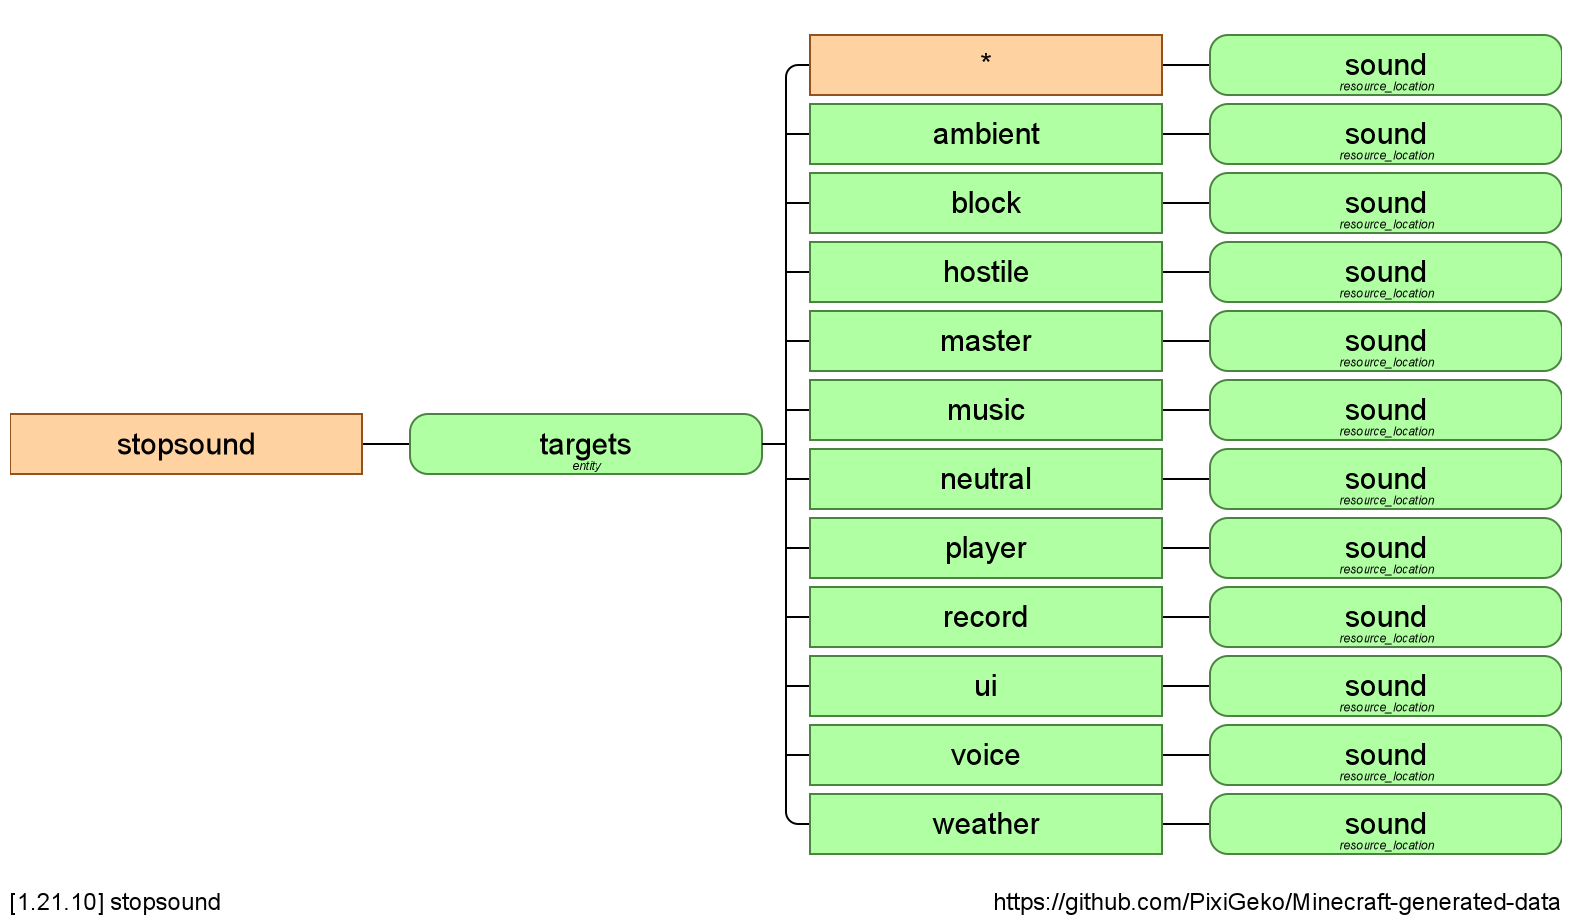 *
sound
resource_location
ambient
sound
resource_location
block
sound
resource_location
hostile
sound
resource_location
master
sound
resource_location
music
sound
resource_location
stopsound
targets
entity
neutral
sound
resource_location
player
sound
resource_location
record
sound
resource_location
ui
sound
resource_location
voice
sound
resource_location
weather
sound
resource_location
[1.21.10] stopsound
https://github.com/PixiGeko/Minecraft-generated-data